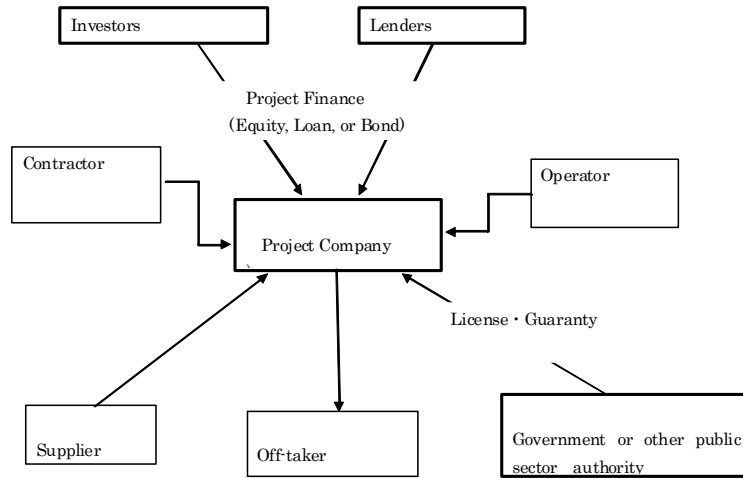 Investors
Lenders
Project Finance
(Equity, Loan, or Bond)
Contractor
Operator
Project Company
License・Guaranty
Supplier
Off-taker
Government or other public
sector authority